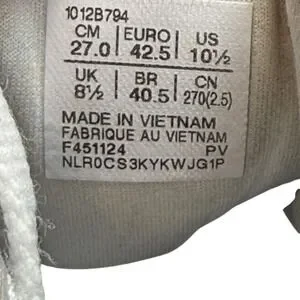 1012B794
CM EURO US
27.0 42.5 10½
UK BR CN
8½ 40.5 270(2.5)
MADE IN VIETNAM
FABRIQUE AU VIETNAM
F451124 PV
NLR0CS3KYKWJG1P